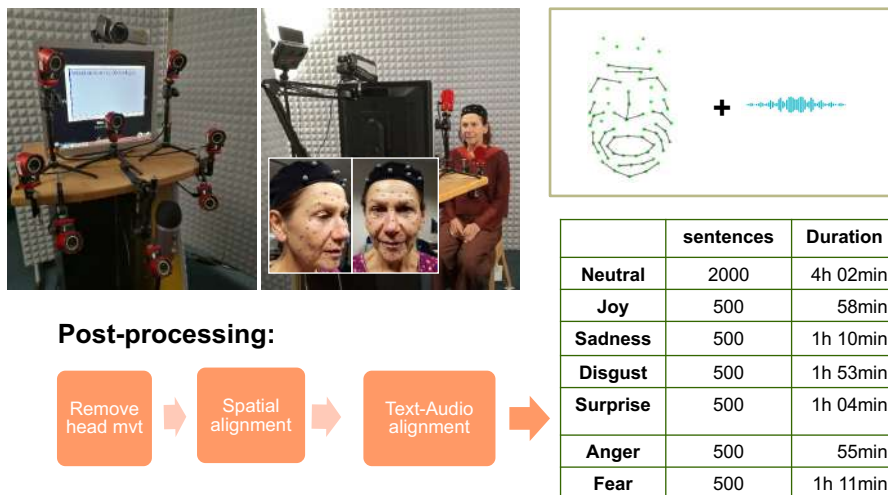 +
sentences Duration
Neutral 2000 4h 02min
Joy 500 58min
Sadness 500 1h 10min
Disgust 500 1h 53min
Surprise 500 1h 04min
Anger 500 55min
Fear 500 1h 11min
Post-processing:
Remove
head mvt
Spatial
alignment
Text-Audio
alignment